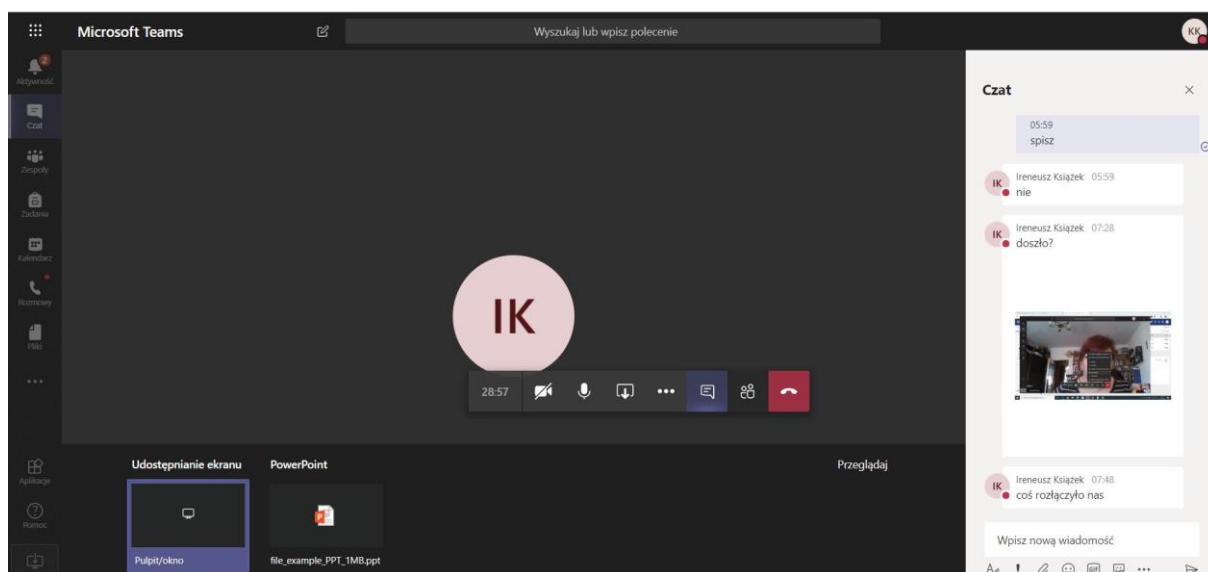 Microsoft Teams
Wyszukaj lub wpisz polecenie
KK
2
Aktywność
Czat
Zespoły
Zadania
Kalendarz
Rozmowy
Pliki
Aplikacje
Pomoc
IK
28:57
Udostępnianie ekranu
PowerPoint
Przeglądaj
Pulpit/okno
file_example_PPT_1MB.ppt
Czat
05:59
spisz
IK
Ireneusz Książek 05:59
nie
IK
Ireneusz Książek 07:28
doszło?
IK
Ireneusz Książek 07:48
coś rozłączyło nas
Wpisz nową wiadomość
GIF